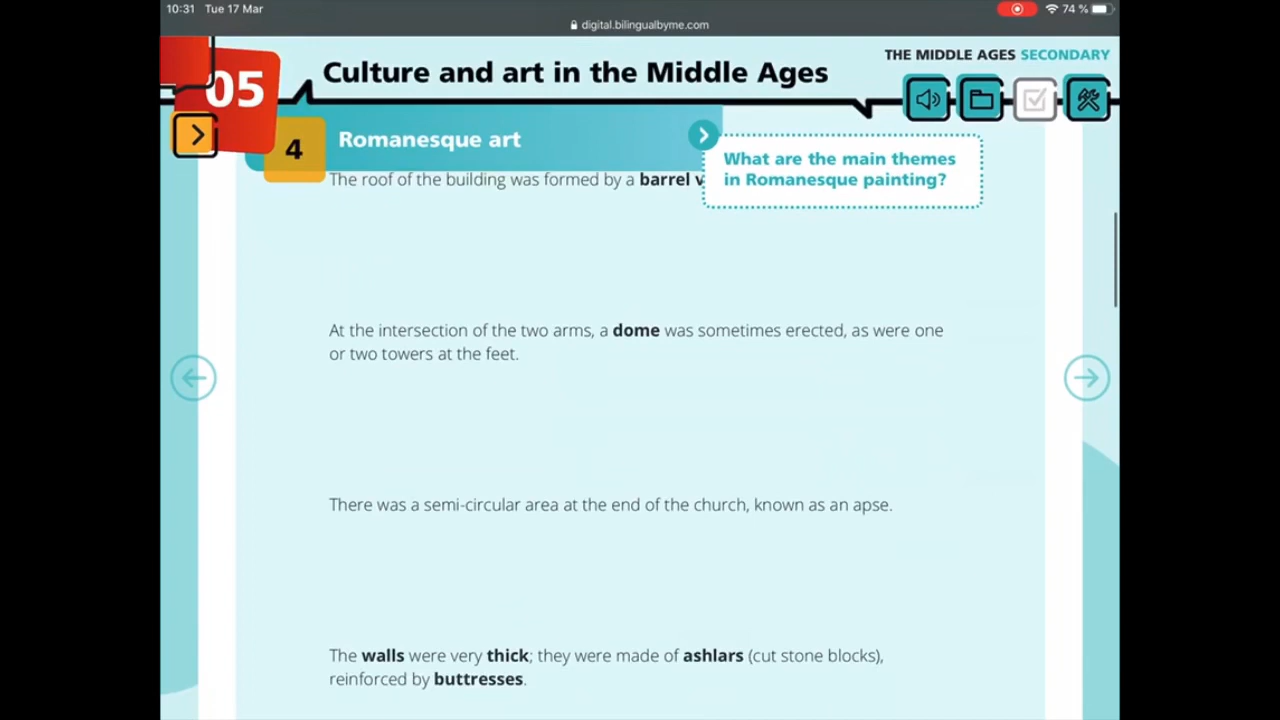 10:31 Tue 17 Mar
74 %
digital.bilingualbyme.com
THE MIDDLE AGES SECONDARY
05
Culture and art in the Middle Ages
4
Romanesque art
What are the main themes
in Romanesque painting?
The roof of the building was formed by a barrel v
At the intersection of the two arms, a dome was sometimes erected, as were one
or two towers at the feet.
There was a semi-circular area at the end of the church, known as an apse.
The walls were very thick; they were made of ashlars (cut stone blocks),
reinforced by buttresses.